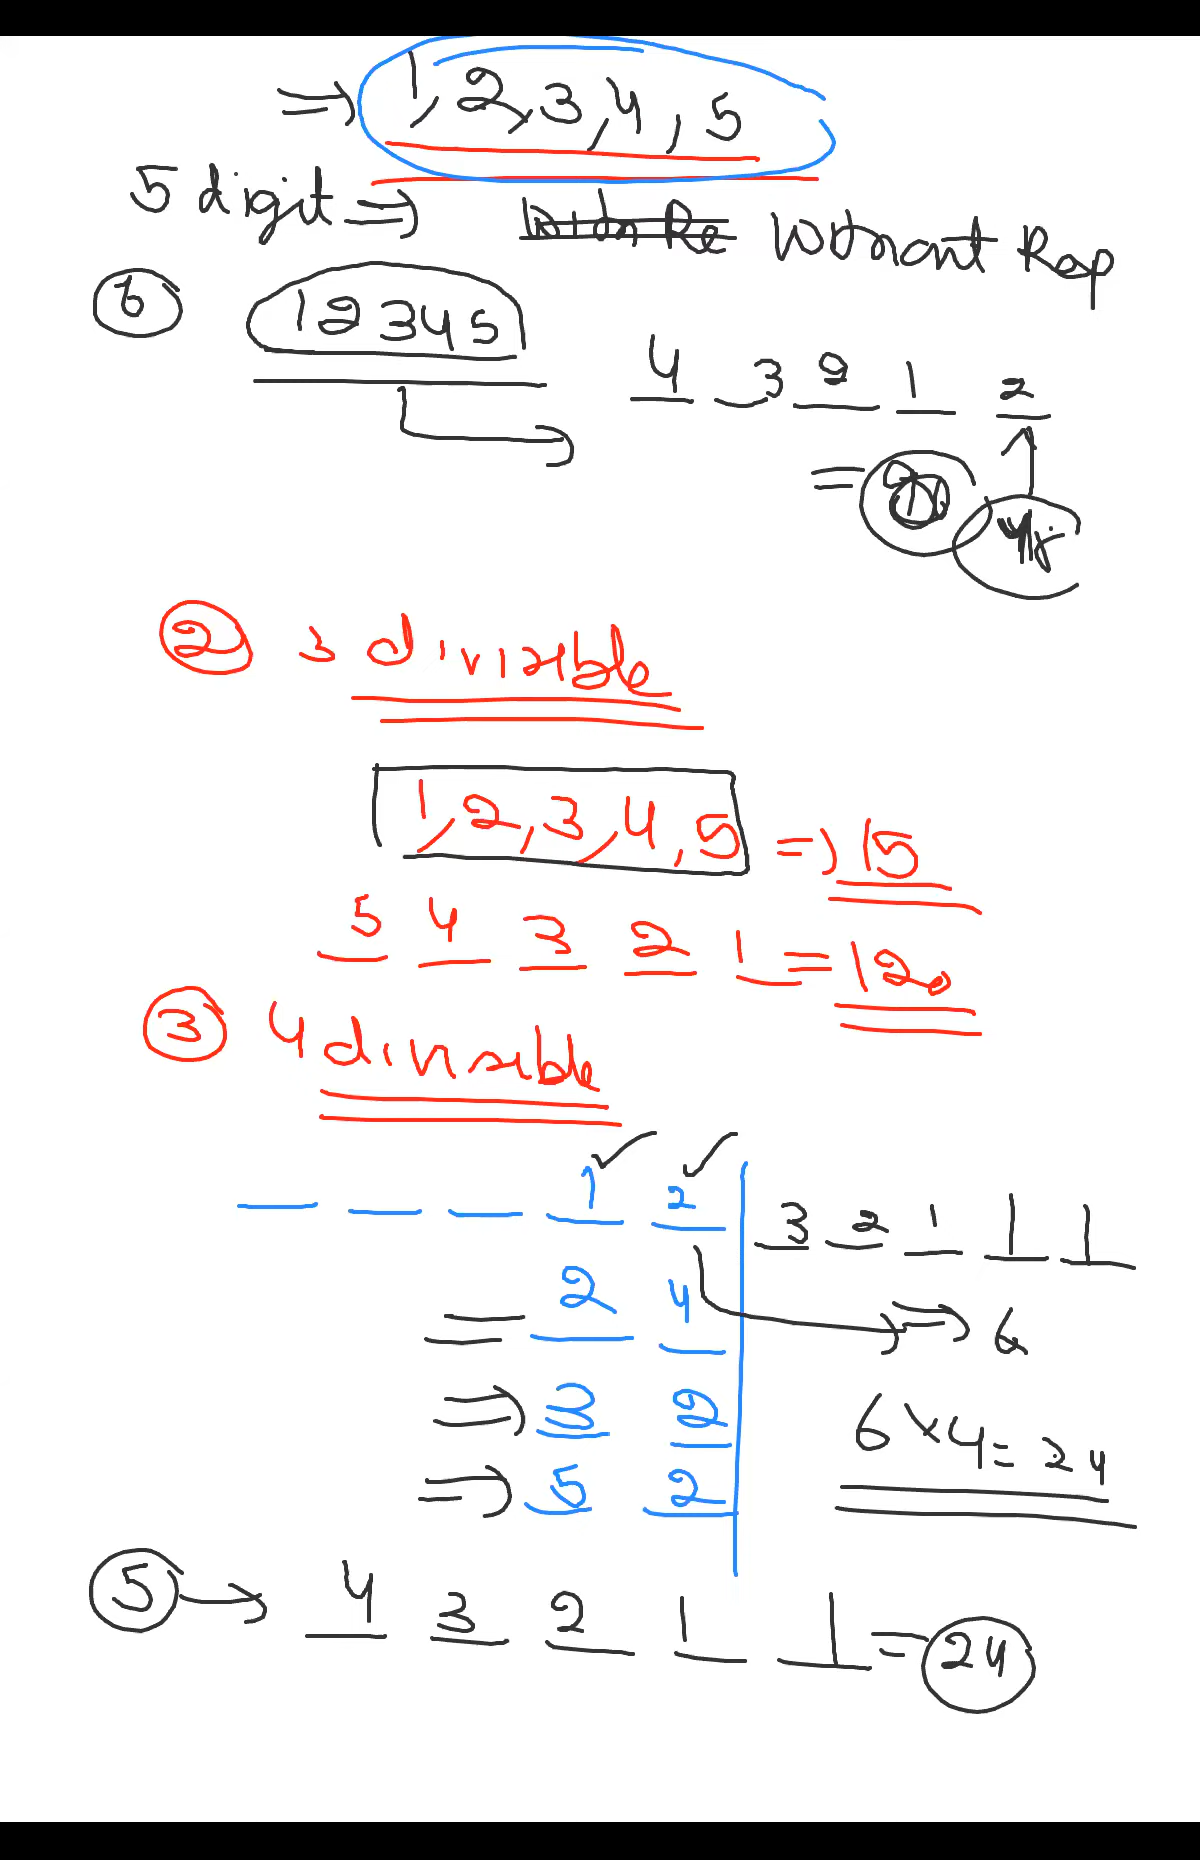 ⇒ 1, 2, 3, 4, 5
5 digit ⇒ Without Rep
6 12345
4 3 2 1 2
=
2 3 divisible
1, 2, 3, 4, 5 ⇒ 15
5 4 3 2 1 = 120
3 4 divisible
1 2 3 2 1 1 1
= 2 4 ⇒ 6
⇒ 3 2
6 × 4 = 24
⇒ 5 2
5 → 4 3 2 1 1 = 24